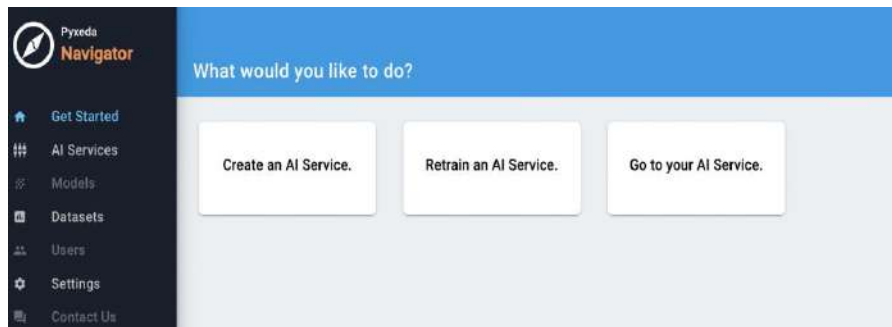 Pyxeda
Navigator
What would you like to do?
Get Started
AI Services
Models
Datasets
Users
Settings
Contact Us
Create an AI Service.
Retrain an AI Service.
Go to your AI Service.